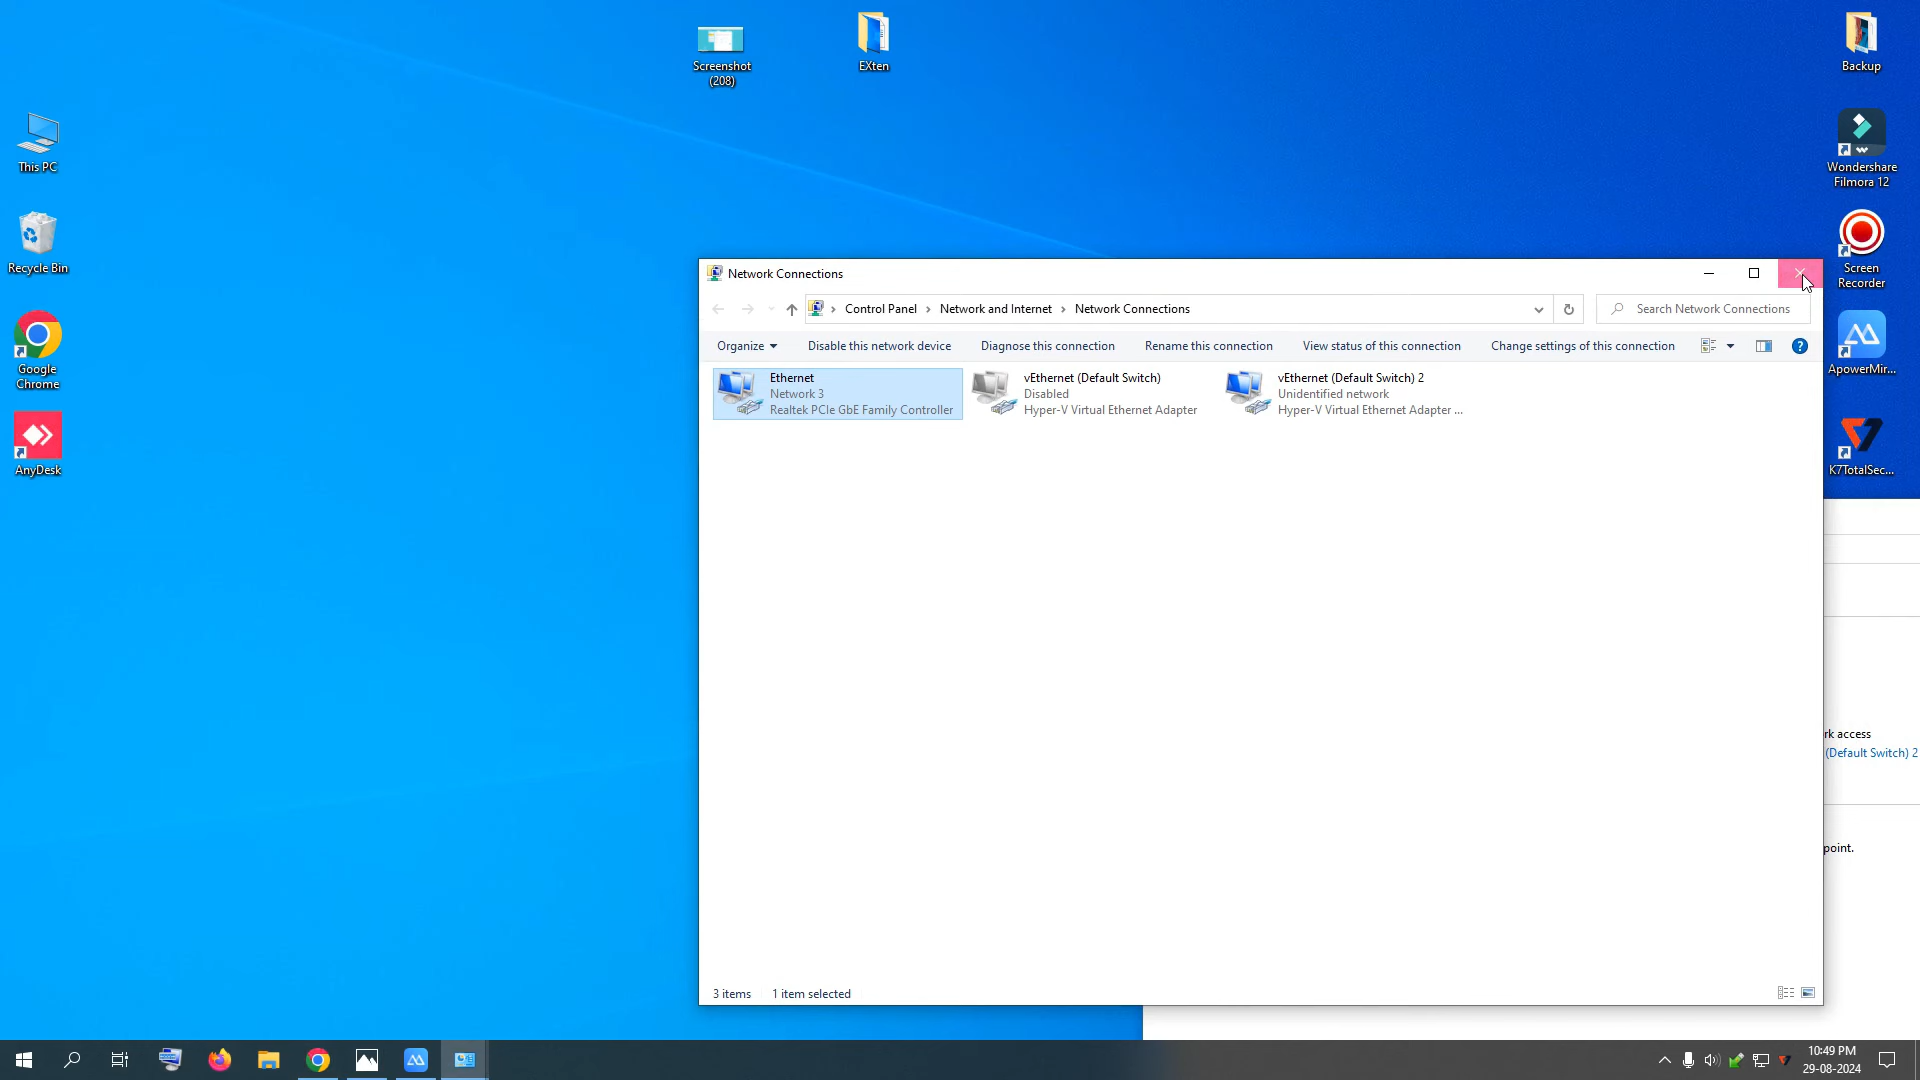 Screenshot
(208)
EXten
Backup
This PC
Recycle Bin
Google
Chrome
AnyDesk
Wondershare
Filmora 12
Screen
Recorder
ApowerMir...
K7TotalSec...
Network Connections
Control Panel > Network and Internet > Network Connections
Search Network Connections
Organize Disable this network device Diagnose this connection Rename this connection View status of this connection Change settings of this connection
Ethernet
Network 3
Realtek PCIe GbE Family Controller
vEthernet (Default Switch)
Disabled
Hyper-V Virtual Ethernet Adapter
vEthernet (Default Switch) 2
Unidentified network
Hyper-V Virtual Ethernet Adapter ...
rk access
(Default Switch) 2
point.
3 items 1 item selected
10:49 PM
29-08-2024